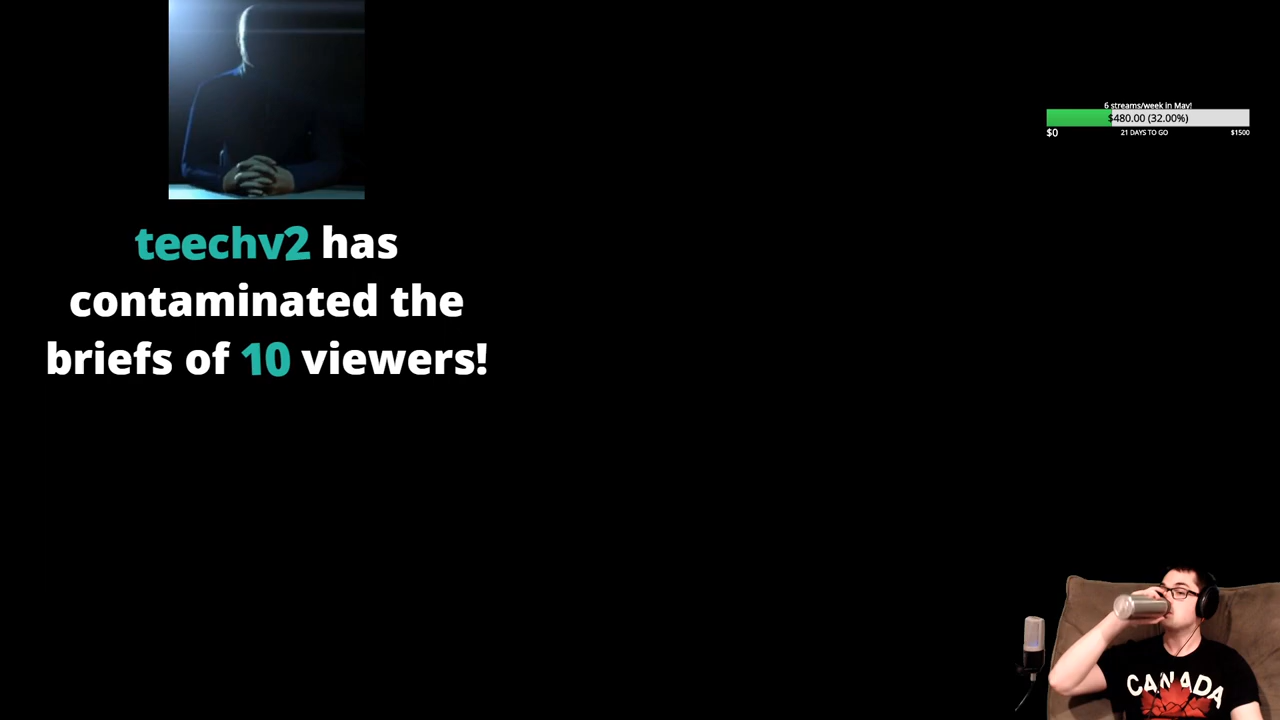 teechv2 has
contaminated the
briefs of 10 viewers!
6 streams/week in May!
$480.00 (32.00%)
$0
21 DAYS TO GO
$1500
CANADA